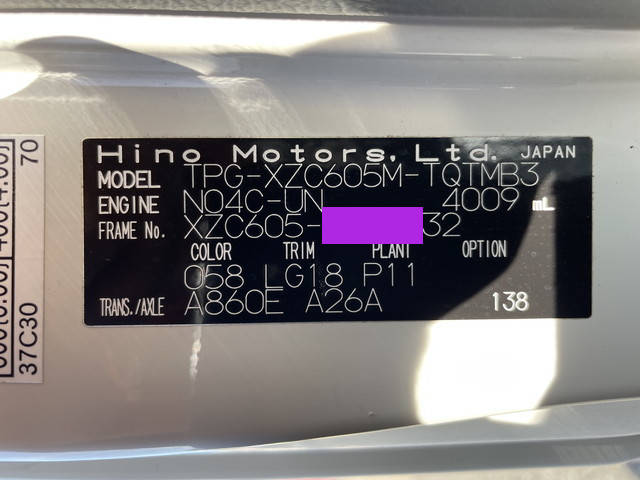 Hino Motors, Ltd. JAPAN
MODEL TPG-XZC605M-TQTMB3
ENGINE N04C-UN 4009 mL
FRAME No. XZC605- 32
COLOR TRIM PLANT OPTION
058 LG18 P11
TRANS./AXLE A860E A26A 138
70
37C30